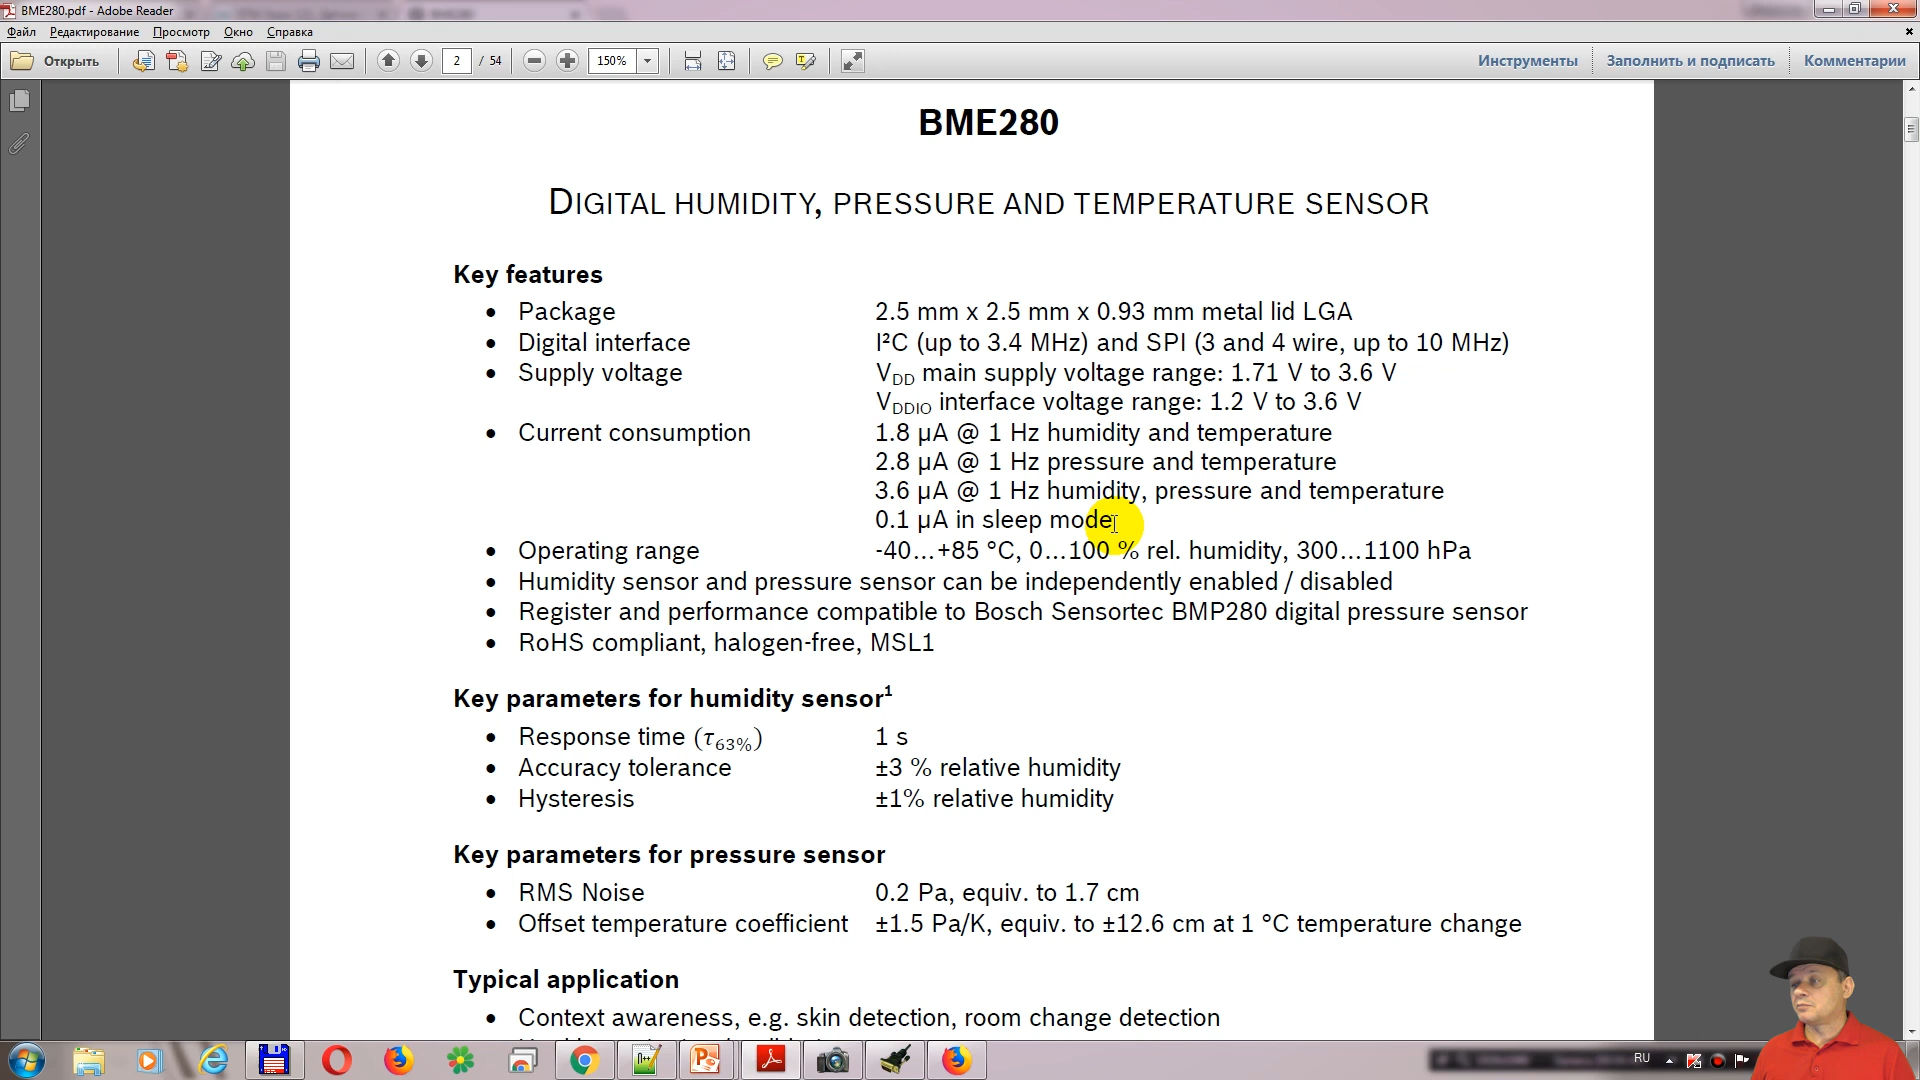 BME280.pdf - Adobe Reader
Файл Редактирование Просмотр Окно Справка
Открыть 2 / 54 150% Инструменты Заполнить и подписать Комментарии
BME280
DIGITAL HUMIDITY, PRESSURE AND TEMPERATURE SENSOR
Key features
• Package 2.5 mm x 2.5 mm x 0.93 mm metal lid LGA
• Digital interface I²C (up to 3.4 MHz) and SPI (3 and 4 wire, up to 10 MHz)
• Supply voltage VDD main supply voltage range: 1.71 V to 3.6 V
VDDIO interface voltage range: 1.2 V to 3.6 V
• Current consumption 1.8 µA @ 1 Hz humidity and temperature
2.8 µA @ 1 Hz pressure and temperature
3.6 µA @ 1 Hz humidity, pressure and temperature
0.1 µA in sleep mode
• Operating range -40…+85 °C, 0…100 % rel. humidity, 300…1100 hPa
• Humidity sensor and pressure sensor can be independently enabled / disabled
• Register and performance compatible to Bosch Sensortec BMP280 digital pressure sensor
• RoHS compliant, halogen-free, MSL1
Key parameters for humidity sensor¹
• Response time (τ63%) 1 s
• Accuracy tolerance ±3 % relative humidity
• Hysteresis ±1% relative humidity
Key parameters for pressure sensor
• RMS Noise 0.2 Pa, equiv. to 1.7 cm
• Offset temperature coefficient ±1.5 Pa/K, equiv. to ±12.6 cm at 1 °C temperature change
Typical application
• Context awareness, e.g. skin detection, room change detection
RU